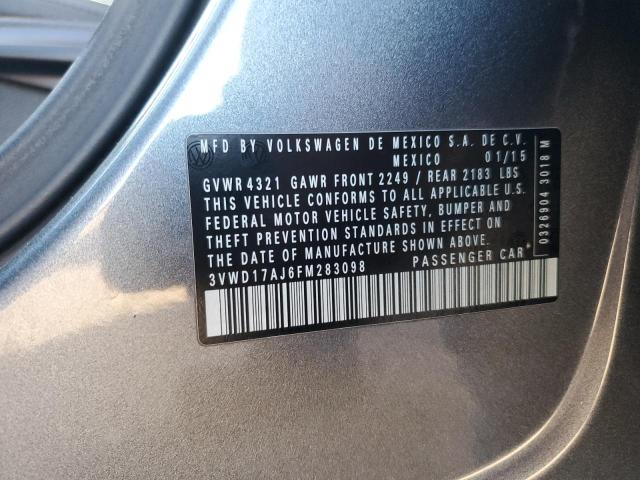 MFD BY VOLKSWAGEN DE MEXICO S.A. DE C.V.
MEXICO 01/15
GVWR 4321 GAWR FRONT 2249 / REAR 2183 LBS
THIS VEHICLE CONFORMS TO ALL APPLICABLE U.S.
FEDERAL MOTOR VEHICLE SAFETY, BUMPER AND
THEFT PREVENTION STANDARDS IN EFFECT ON
THE DATE OF MANUFACTURE SHOWN ABOVE.
3VWD17AJ6FM283098 PASSENGER CAR
0326904 3018 M